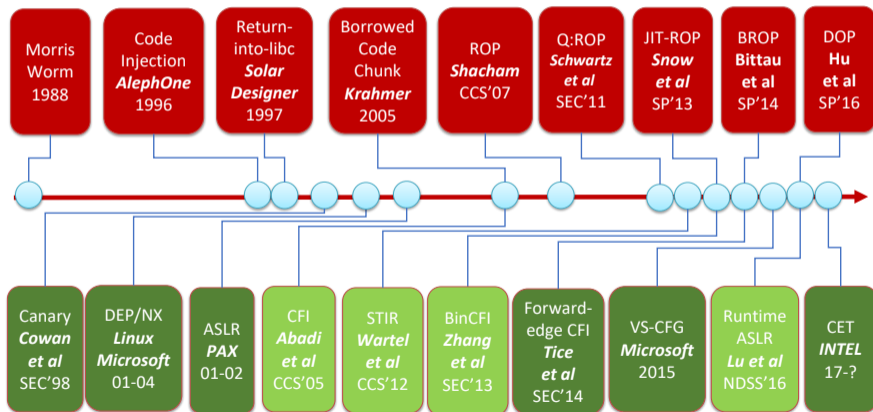 Morris
Worm
1988
Code
Injection
AlephOne
1996
Return-
into-libc
Solar
Designer
1997
Borrowed
Code
Chunk
Krahmer
2005
ROP
Shacham
CCS'07
Q:ROP
Schwartz
et al
SEC'11
JIT-ROP
Snow
et al
SP'13
BROP
Bittau
et al
SP'14
DOP
Hu
et al
SP'16
Canary
Cowan
et al
SEC'98
DEP/NX
Linux
Microsoft
01-04
ASLR
PAX
01-02
CFI
Abadi
et al
CCS'05
STIR
Wartel
et al
CCS'12
BinCFI
Zhang
et al
SEC'13
Forward-
edge CFI
Tice
et al
SEC'14
VS-CFG
Microsoft
2015
Runtime
ASLR
Lu et al
NDSS'16
CET
INTEL
17-?